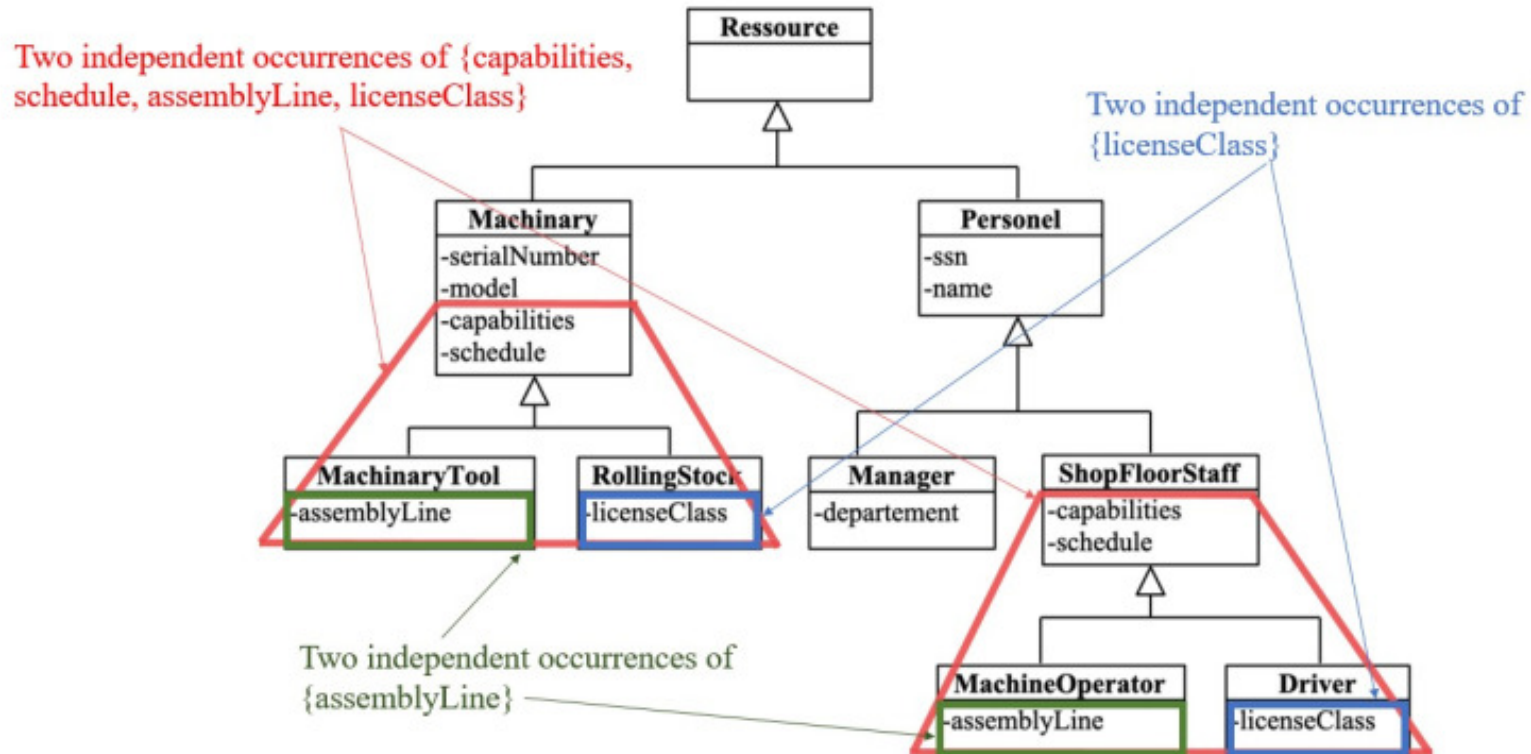 Ressource
Two independent occurrences of {capabilities,
schedule, assemblyLine, licenseClass}
Two independent occurrences of
{licenseClass}
Machinary
-serialNumber
-model
-capabilities
-schedule
Personel
-ssn
-name
MachinaryTool
-assemblyLine
RollingStock
-licenseClass
Manager
-departement
ShopFloorStaff
-capabilities
-schedule
Two independent occurrences of
{assemblyLine}
MachineOperator
-assemblyLine
Driver
-licenseClass